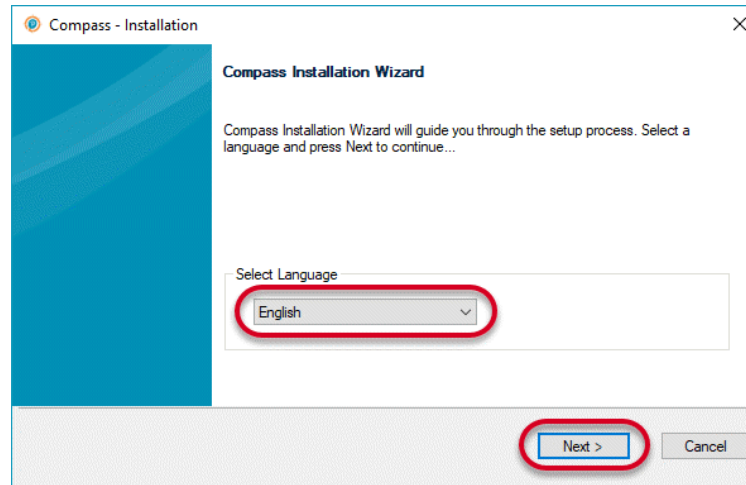 Compass - Installation
Compass Installation Wizard
Compass Installation Wizard will guide you through the setup process. Select a
language and press Next to continue...
Select Language
English
Next >
Cancel